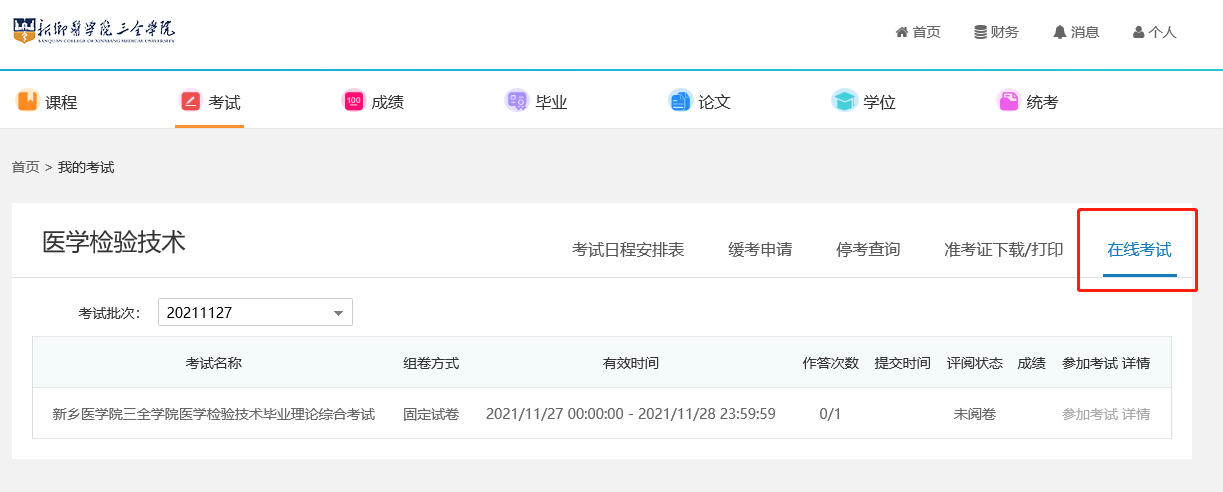 新乡医学院三全学院
SANQUAN COLLEGE OF XINXIANG MEDICAL UNIVERSITY
首页 财务 消息 个人
课程 考试 100 成绩 毕业 论文 学位 统考
首页 > 我的考试
医学检验技术 考试日程安排表 缓考申请 停考查询 准考证下载/打印 在线考试
考试批次: 20211127
考试名称 组卷方式 有效时间 作答次数 提交时间 评阅状态 成绩 参加考试 详情
新乡医学院三全学院医学检验技术毕业理论综合考试 固定试卷 2021/11/27 00:00:00 - 2021/11/28 23:59:59 0/1 未阅卷 参加考试 详情